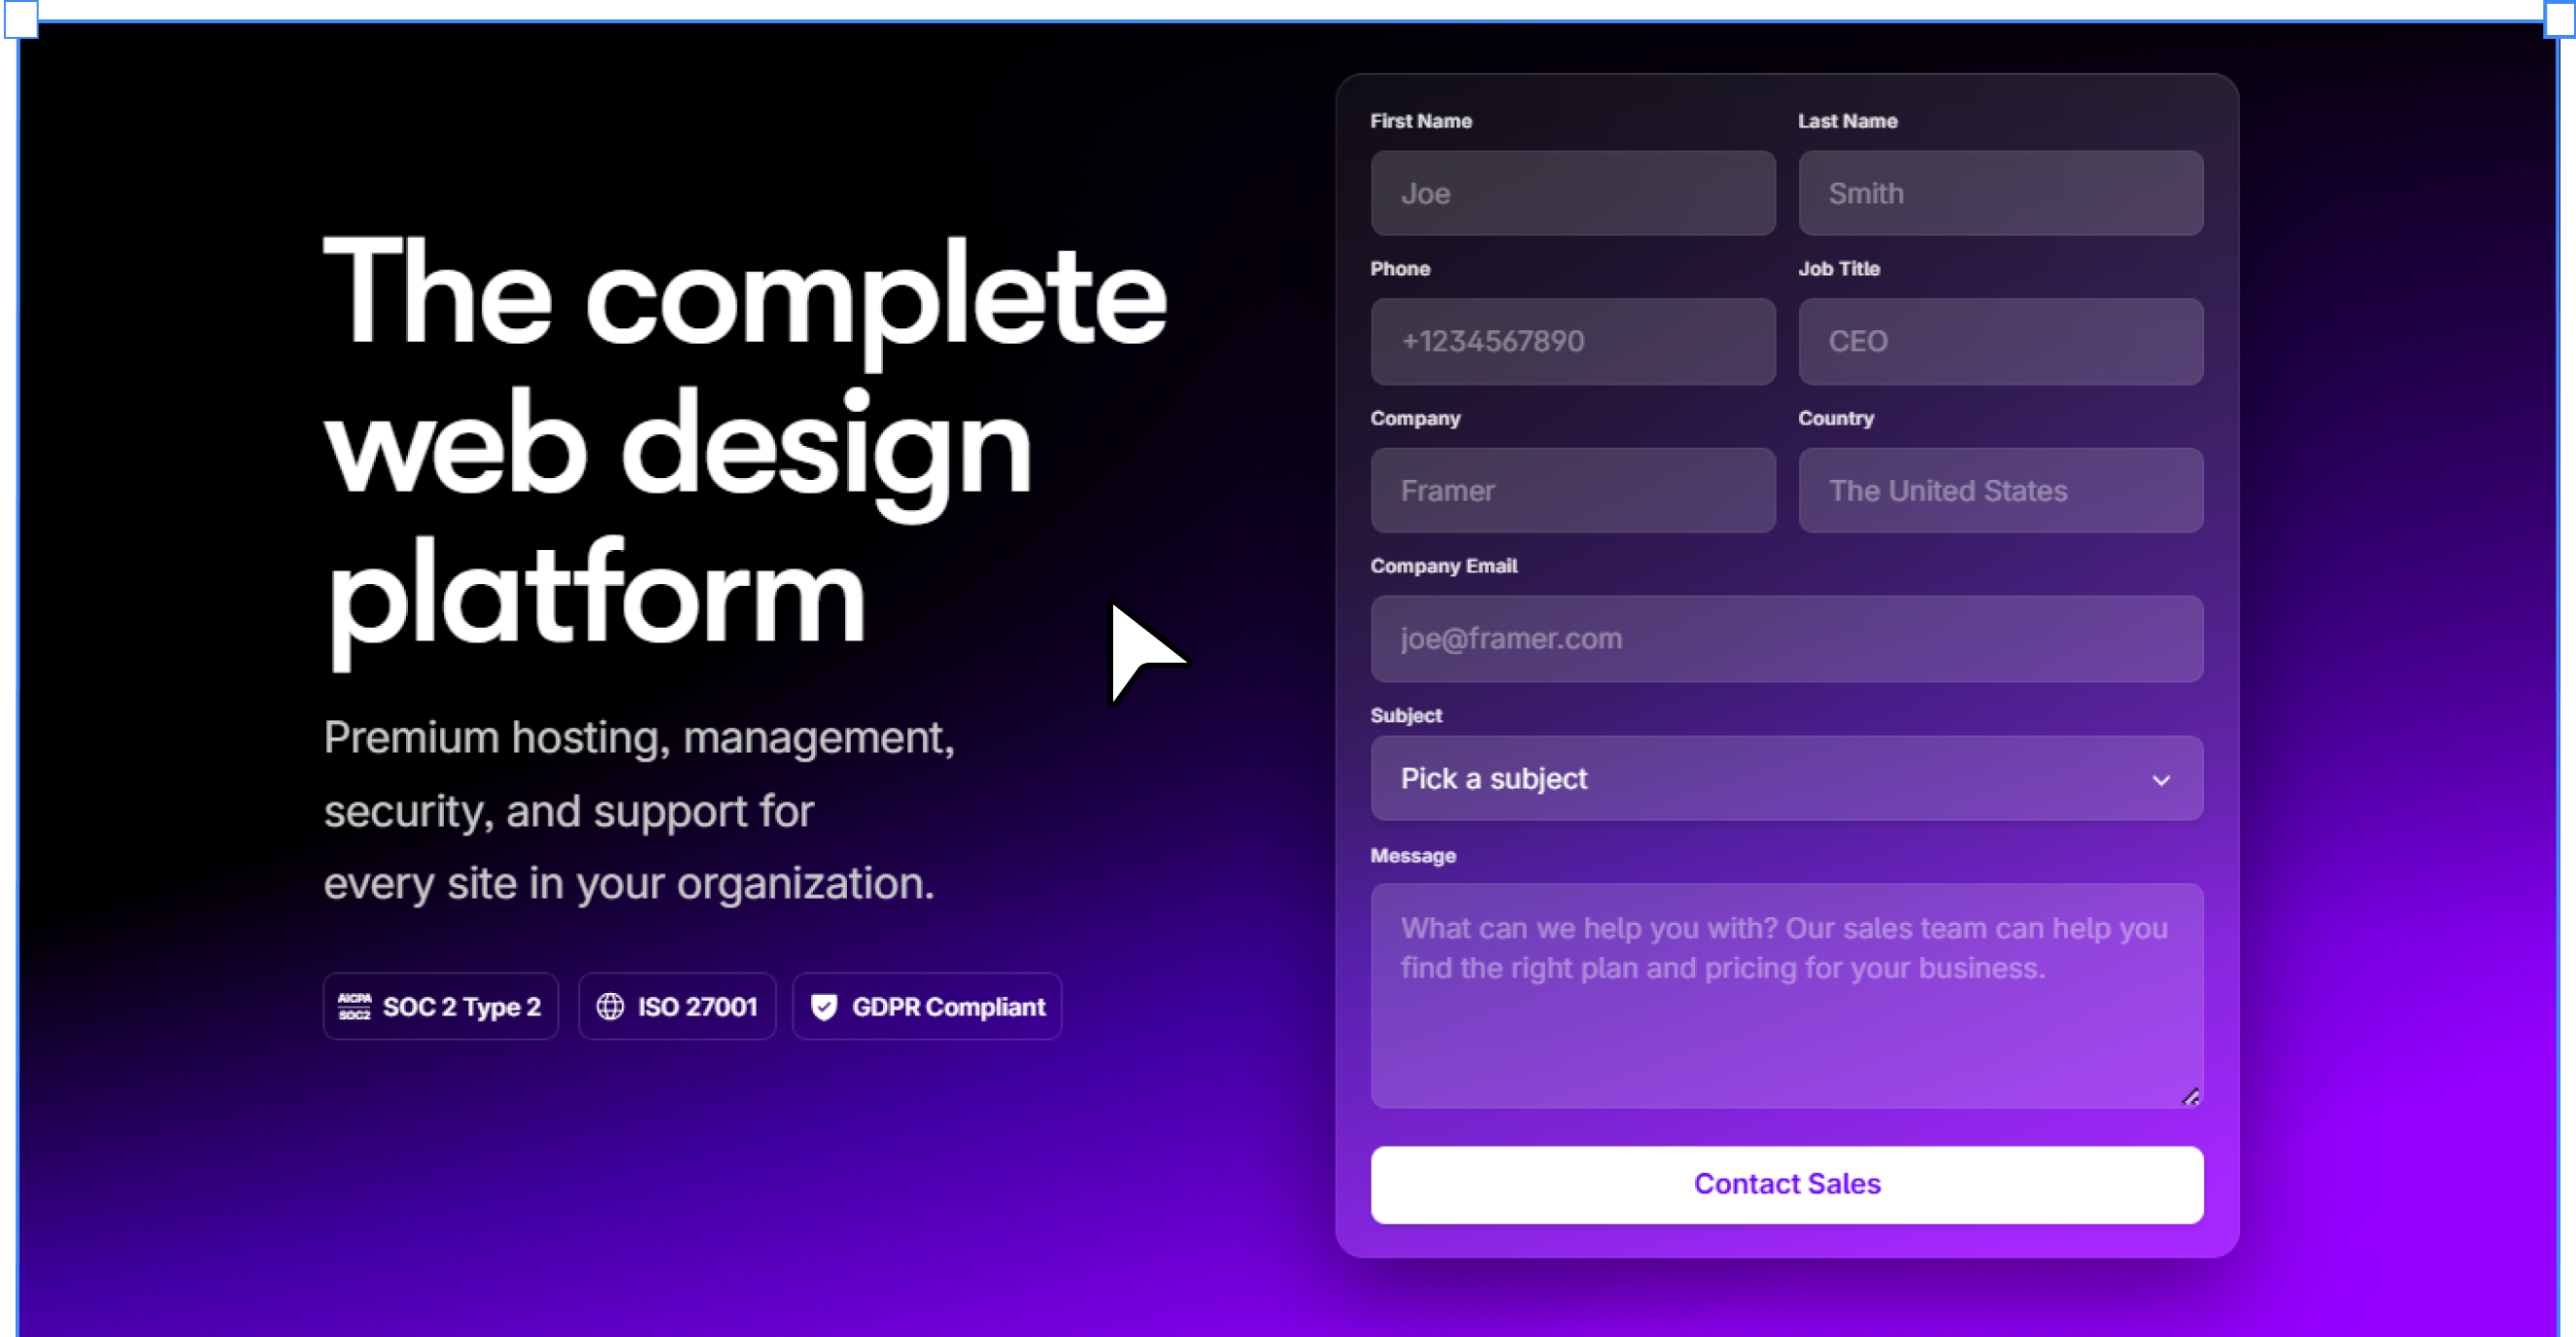 The complete
web design
platform
Premium hosting, management,
security, and support for
every site in your organization.
AICPA
SOC2
SOC 2 Type 2
ISO 27001
GDPR Compliant
First Name
Last Name
Joe
Smith
Phone
Job Title
+1234567890
CEO
Company
Country
Framer
The United States
Company Email
joe@framer.com
Subject
Pick a subject
Message
What can we help you with? Our sales team can help you
find the right plan and pricing for your business.
Contact Sales